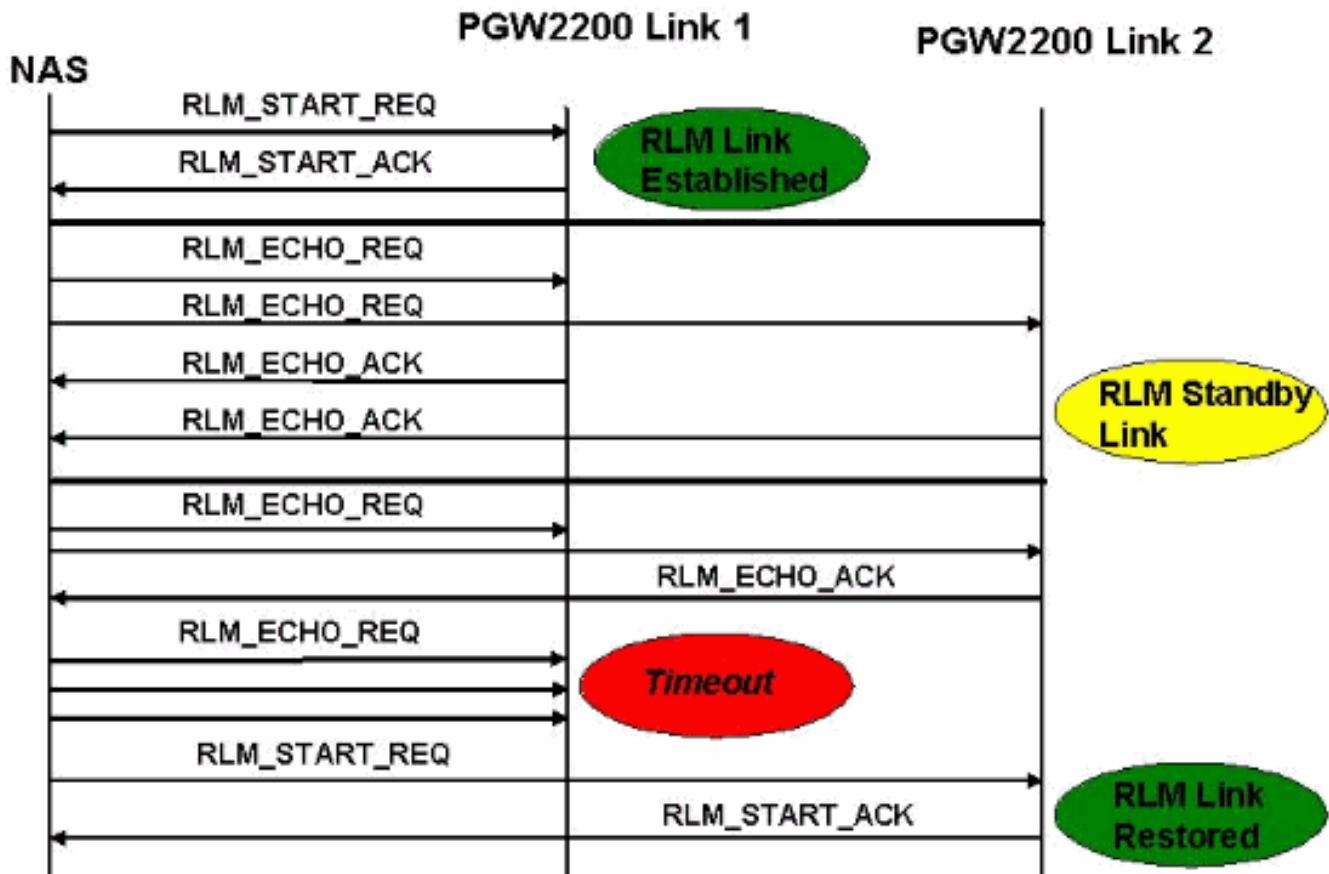 PGW2200 Link 1
PGW2200 Link 2
NAS
RLM_START_REQ
RLM Link
Established
RLM_START_ACK
RLM_ECHO_REQ
RLM_ECHO_REQ
RLM_ECHO_ACK
RLM Standby
Link
RLM_ECHO_ACK
RLM_ECHO_REQ
RLM_ECHO_ACK
RLM_ECHO_REQ
Timeout
RLM_START_REQ
RLM_START_ACK
RLM Link
Restored